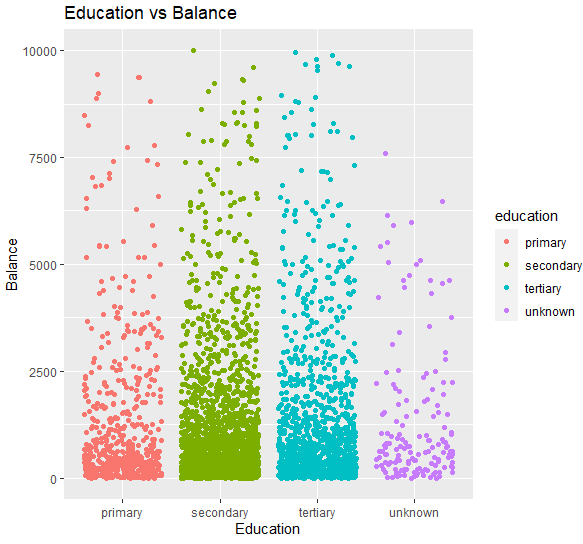 Education vs Balance
10000
7500
5000
2500
0
Balance
primary
secondary
tertiary
unknown
Education
education
primary
secondary
tertiary
unknown